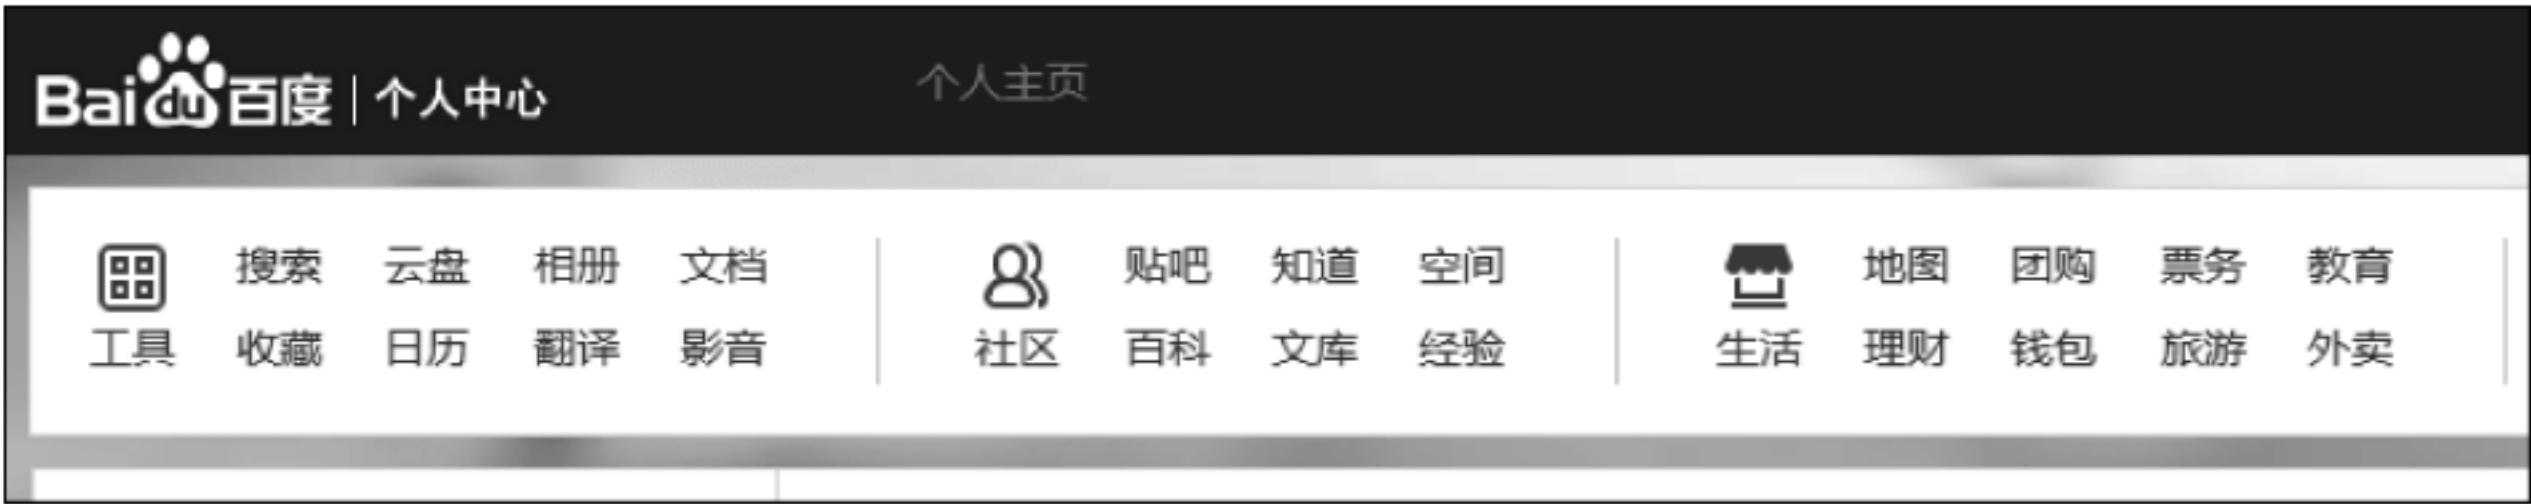 Baidu百度 | 个人中心 个人主页
搜索 云盘 相册 文档 贴吧 知道 空间 地图 团购 票务 教育
工具 收藏 日历 翻译 影音 社区 百科 文库 经验 生活 理财 钱包 旅游 外卖